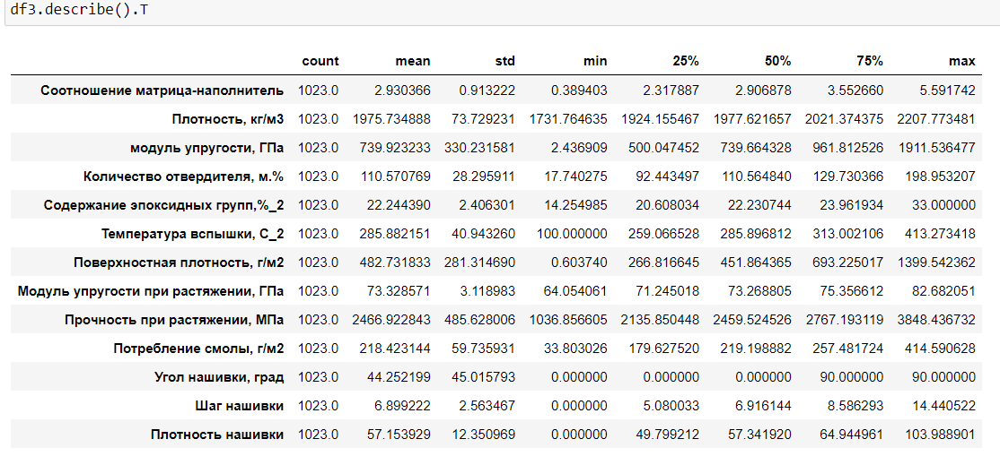 df3.describe().T
count mean std min 25% 50% 75% max
Соотношение матрица-наполнитель 1023.0 2.930366 0.913222 0.389403 2.317887 2.906878 3.552660 5.591742
Плотность, кг/м3 1023.0 1975.734888 73.729231 1731.764635 1924.155467 1977.621657 2021.374375 2207.773481
модуль упругости, ГПа 1023.0 739.923233 330.231581 2.436909 500.047452 739.664328 961.812526 1911.536477
Количество отвердителя, м.% 1023.0 110.570769 28.295911 17.740275 92.443497 110.564840 129.730366 198.953207
Содержание эпоксидных групп,%_2 1023.0 22.244390 2.406301 14.254985 20.608034 22.230744 23.961934 33.000000
Температура вспышки, С_2 1023.0 285.882151 40.943260 100.000000 259.066528 285.896812 313.002106 413.273418
Поверхностная плотность, г/м2 1023.0 482.731833 281.314690 0.603740 266.816645 451.864365 693.225017 1399.542362
Модуль упругости при растяжении, ГПа 1023.0 73.328571 3.118983 64.054061 71.245018 73.268805 75.356612 82.682051
Прочность при растяжении, МПа 1023.0 2466.922843 485.628006 1036.856605 2135.850448 2459.524526 2767.193119 3848.436732
Потребление смолы, г/м2 1023.0 218.423144 59.735931 33.803026 179.627520 219.198882 257.481724 414.590628
Угол нашивки, град 1023.0 44.252199 45.015793 0.000000 0.000000 0.000000 90.000000 90.000000
Шаг нашивки 1023.0 6.899222 2.563467 0.000000 5.080033 6.916144 8.586293 14.440522
Плотность нашивки 1023.0 57.153929 12.350969 0.000000 49.799212 57.341920 64.944961 103.988901